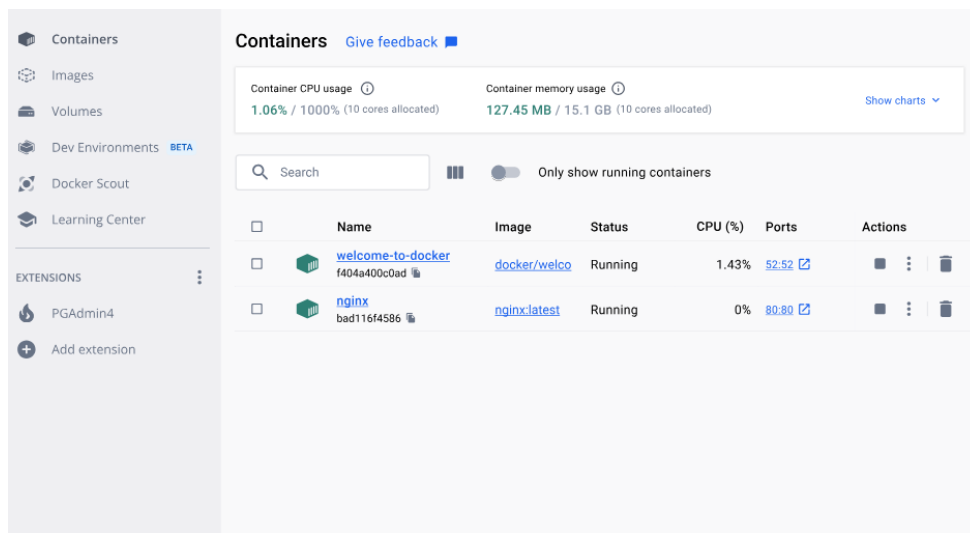 Containers
Images
Volumes
Dev Environments BETA
Docker Scout
Learning Center
EXTENSIONS
PGAdmin4
Add extension
Containers Give feedback
Container CPU usage
1.06% / 1000% (10 cores allocated)
Container memory usage
127.45 MB / 15.1 GB (10 cores allocated)
Show charts
Search
Only show running containers
Name Image Status CPU (%) Ports Actions
welcome-to-docker docker/welco Running 1.43% 52:52
f404a400c0ad
nginx nginx:latest Running 0% 80:80
bad116f4586